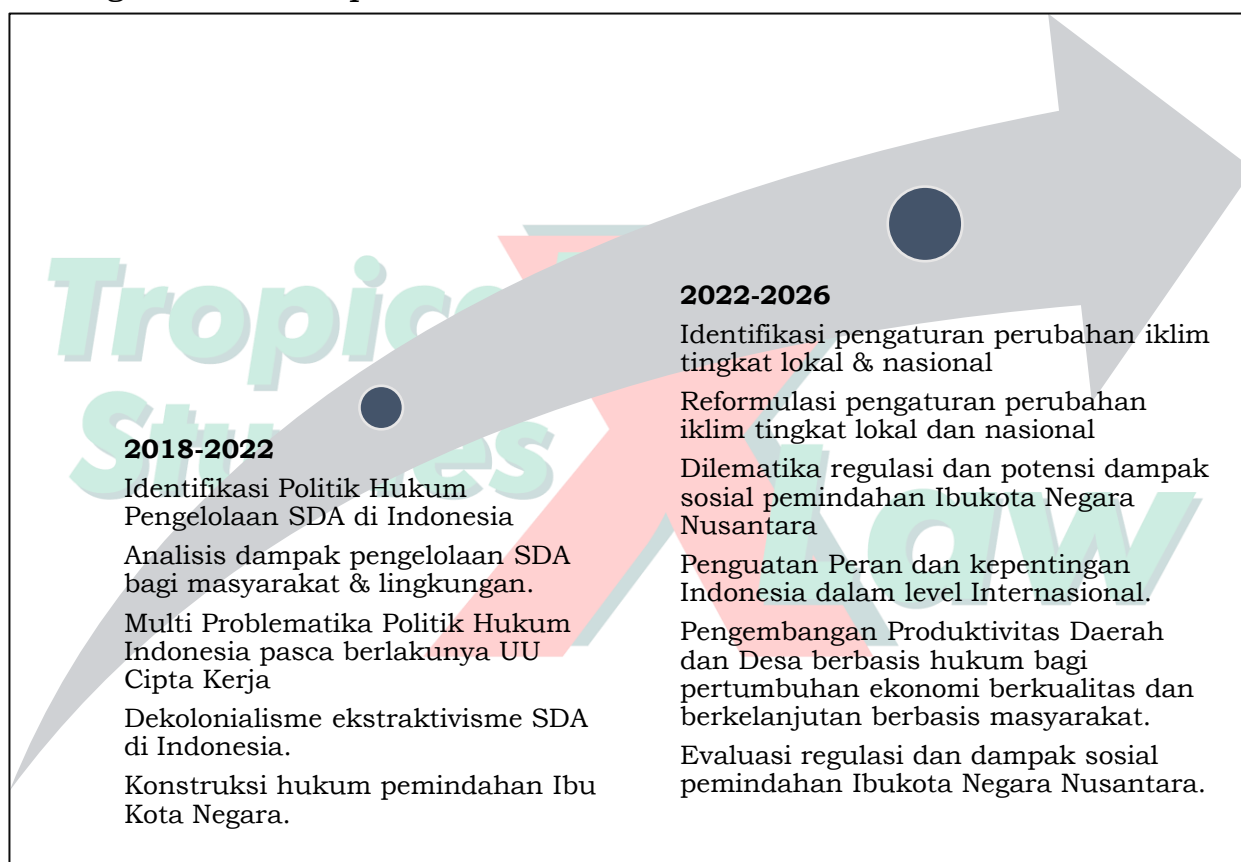 2018-2022
Identifikasi Politik Hukum
Pengelolaan SDA di Indonesia
Analisis dampak pengelolaan SDA
bagi masyarakat & lingkungan.
Multi Problematika Politik Hukum
Indonesia pasca berlakunya UU
Cipta Kerja
Dekolonialisme ekstraktivisme SDA
di Indonesia.
Konstruksi hukum pemindahan Ibu
Kota Negara.
2022-2026
Identifikasi pengaturan perubahan iklim
tingkat lokal & nasional
Reformulasi pengaturan perubahan
iklim tingkat lokal dan nasional
Dilematika regulasi dan potensi dampak
sosial pemindahan Ibukota Negara
Nusantara
Penguatan Peran dan kepentingan
Indonesia dalam level Internasional.
Pengembangan Produktivitas Daerah
dan Desa berbasis hukum bagi
pertumbuhan ekonomi berkualitas dan
berkelanjutan berbasis masyarakat.
Evaluasi regulasi dan dampak sosial
pemindahan Ibukota Negara Nusantara.
Law